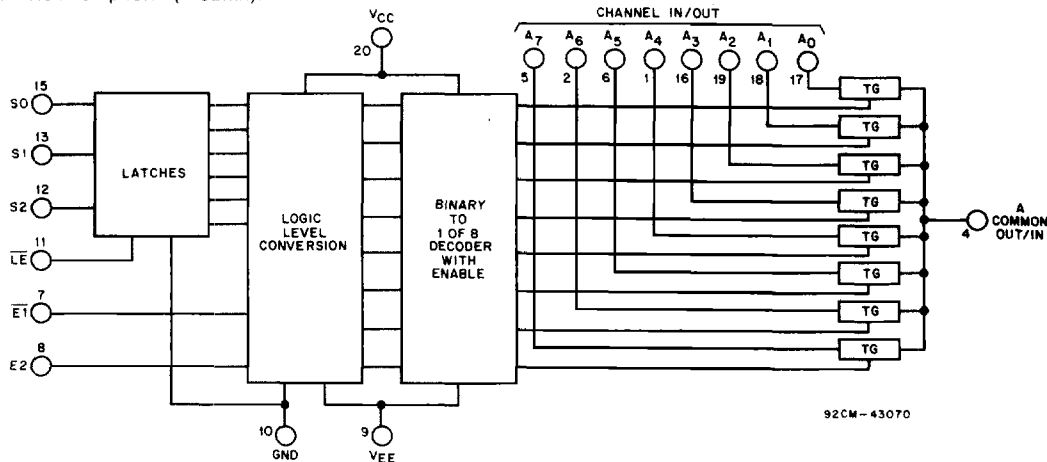 CHANNEL IN/OUT
VCC
20
A7 A6 A5 A4 A3 A2 A1 A0
5 2 6 1 16 19 18 17
15
S0
13
S1
12
S2
11
LE
7
E1
8
E2
LATCHES
LOGIC
LEVEL
CONVERSION
BINARY
TO
1 OF 8
DECODER
WITH
ENABLE
TG
TG
TG
TG
TG
TG
TG
TG
A
COMMON
OUT/IN
4
10
GND
9
VEE
92CM-43070